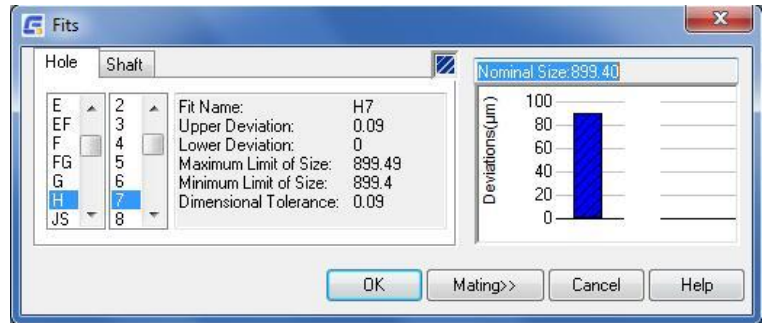 Fits
Hole Shaft
E
EF
F
FG
G
H
JS
2
3
4
5
6
7
8
Fit Name: H7
Upper Deviation: 0.09
Lower Deviation: 0
Maximum Limit of Size: 899.49
Minimum Limit of Size: 899.4
Dimensional Tolerance: 0.09
Nominal Size:899.40
Deviations(μm)
100
80
60
40
20
0
OK Mating>> Cancel Help